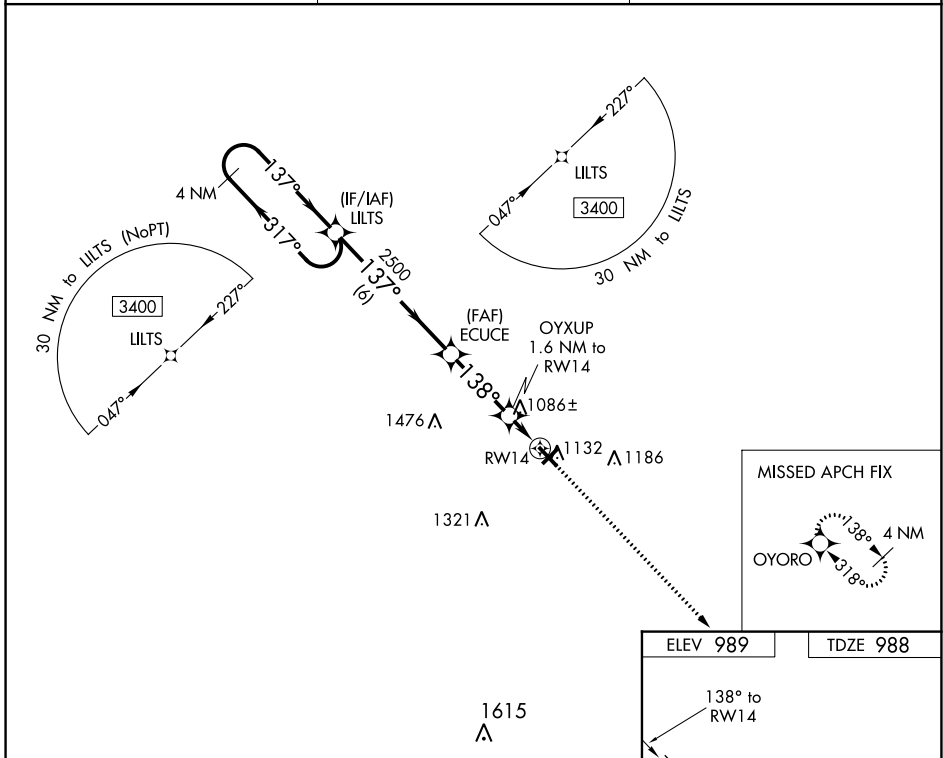 227°
LILTS
047°
3400
30 NM to LILTS
137°
4 NM
317°
(IF/IAF)
LILTS
30 NM to LILTS (NoPT)
3400
227°
LILTS
047°
2500
137°
(6)
(FAF)
ECUCE
138°
OYXUP
1.6 NM to
RW14
1086±
1476
RW14
1132
1186
1321
MISSED APCH FIX
138°
4 NM
OYORO
318°
ELEV 989
TDZE 988
138° to
RW14
1615